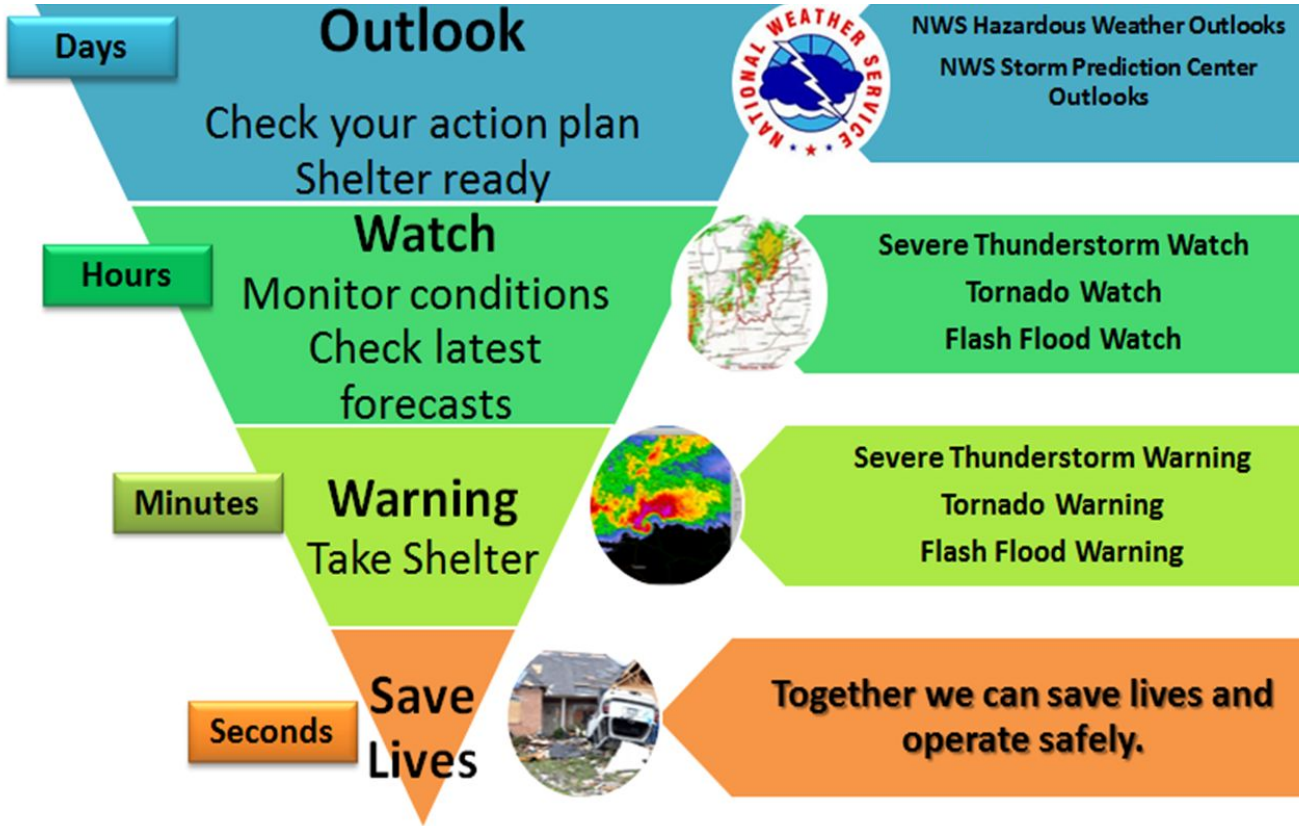 Days
Outlook
Check your action plan
Shelter ready
NATIONAL WEATHER SERVICE
NWS Hazardous Weather Outlooks
NWS Storm Prediction Center
Outlooks
Hours
Watch
Monitor conditions
Check latest
forecasts
Severe Thunderstorm Watch
Tornado Watch
Flash Flood Watch
Minutes
Warning
Take Shelter
Severe Thunderstorm Warning
Tornado Warning
Flash Flood Warning
Seconds
Save
Lives
Together we can save lives and
operate safely.